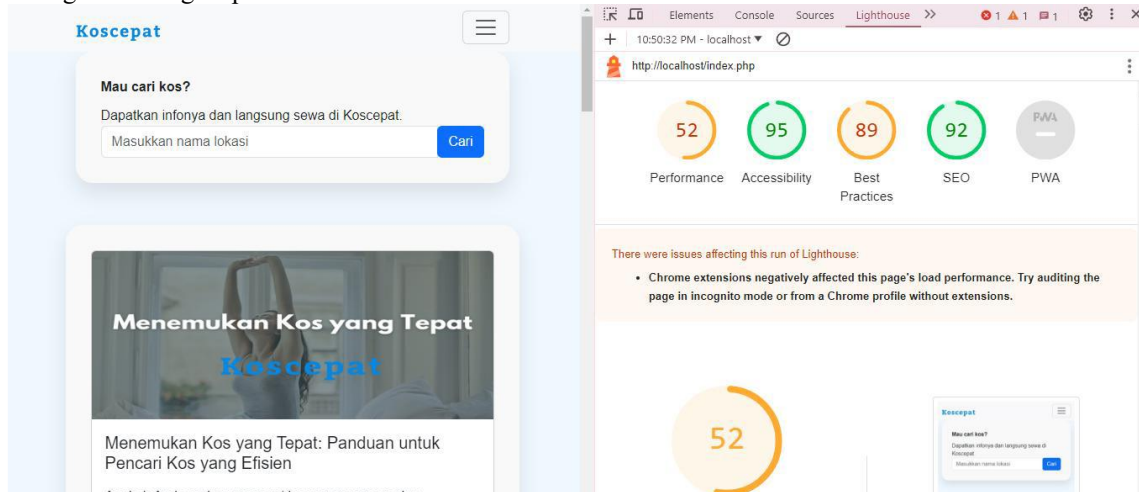 Koscepat
Mau cari kos?
Dapatkan infonya dan langsung sewa di Koscepat.
Masukkan nama lokasi
Cari
Menemukan Kos yang Tepat
Koscepat
Menemukan Kos yang Tepat: Panduan untuk
Pencari Kos yang Efisien
Elements Console Sources Lighthouse 1 1 1
10:50:32 PM - localhost
http://localhost/index.php
52 95 89 92 PWA
Performance Accessibility Best Practices SEO PWA
There were issues affecting this run of Lighthouse:
• Chrome extensions negatively affected this page's load performance. Try auditing the
page in incognito mode or from a Chrome profile without extensions.
52
Koscepat
Mau cari kos?
Dapatkan infonya dan langsung sewa di
Koscepat.
Masukkan nama lokasi
Cari